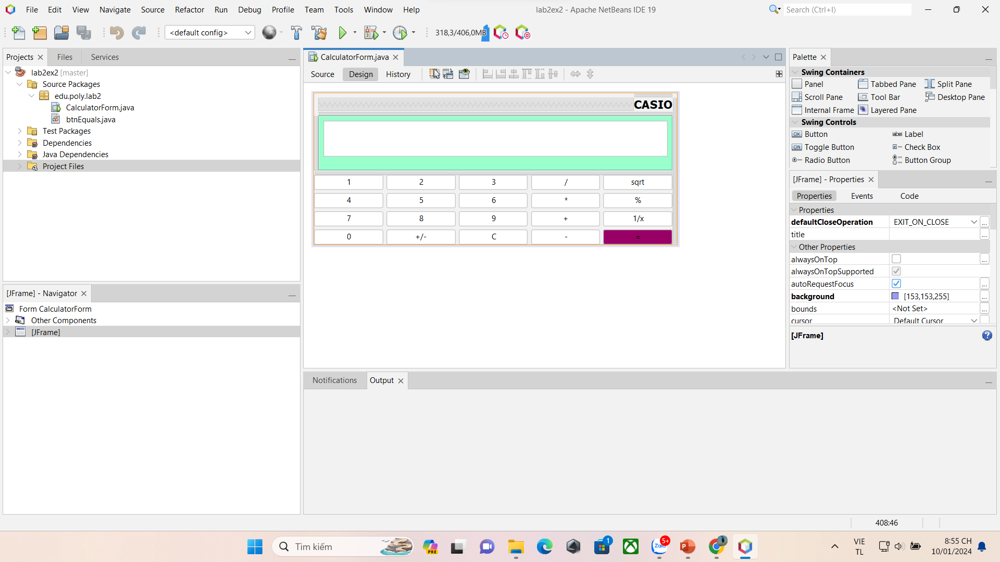 File Edit View Navigate Source Refactor Run Debug Profile Team Tools Window Help
lab2ex2 - Apache NetBeans IDE 19
Search (Ctrl+I)
<default config>
318,3/406,0MB
Projects Files Services
lab2ex2 [master]
Source Packages
edu.poly.lab2
CalculatorForm.java
btnEquals.java
Test Packages
Dependencies
Java Dependencies
Project Files
[JFrame] - Navigator
Form CalculatorForm
Other Components
[JFrame]
CalculatorForm.java
Source Design History
CASIO
1 2 3 / sqrt
4 5 6 * %
7 8 9 + 1/x
0 +/- C - =
Notifications Output
Palette
Swing Containers
Panel Tabbed Pane Split Pane
Scroll Pane Tool Bar Desktop Pane
Internal Frame Layered Pane
Swing Controls
OK Button label Label
ON Toggle Button Check Box
Radio Button Button Group
[JFrame] - Properties
Properties Events Code
Properties
defaultCloseOperation EXIT_ON_CLOSE ...
title ...
Other Properties
alwaysOnTop ...
alwaysOnTopSupported
autoRequestFocus ...
background [153,153,255] ...
bounds <Not Set> ...
cursor Default Cursor
[JFrame]
408:46
Tìm kiếm
PRE
1
Zalo
5+
VIE
TL
8:55 CH
10/01/2024